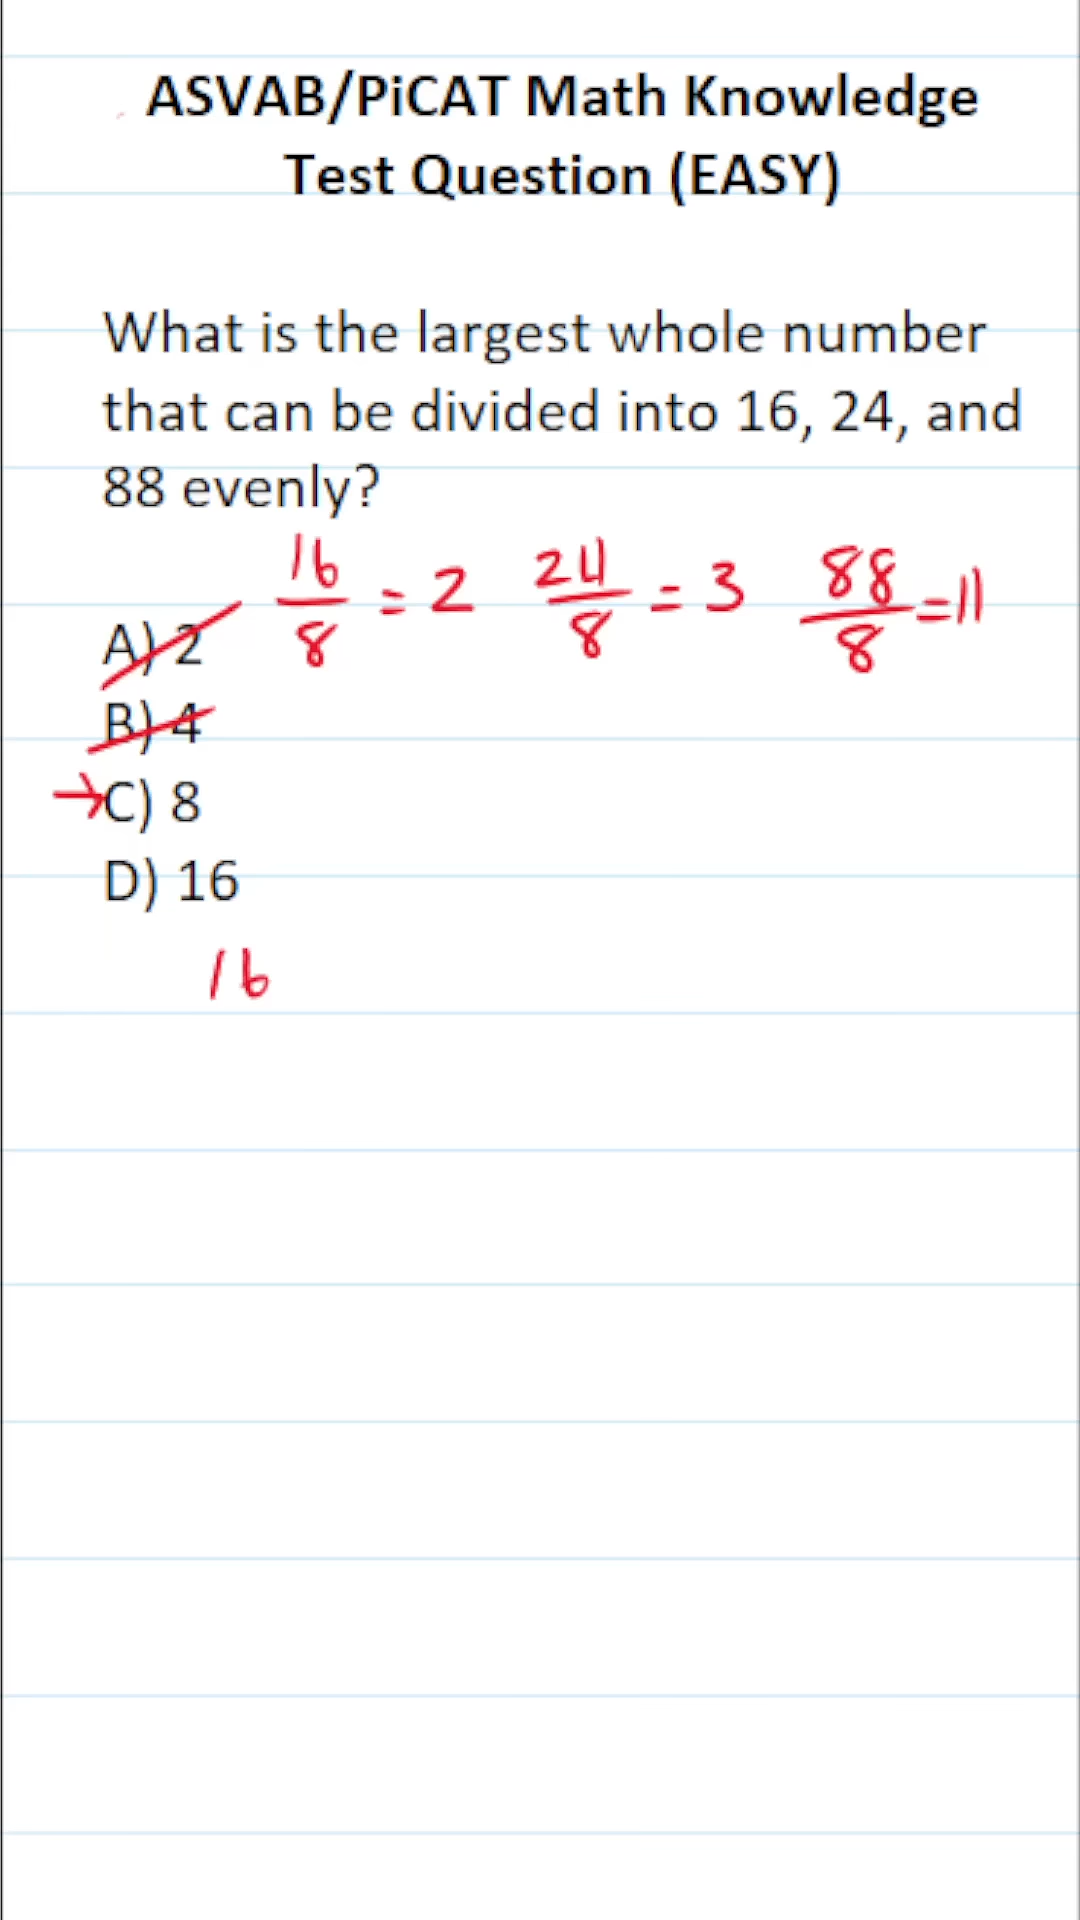 ASVAB/PiCAT Math Knowledge
Test Question (EASY)
What is the largest whole number
that can be divided into 16, 24, and
88 evenly?
16/8 = 2 24/8 = 3 88/8 = 11
A) 2
B) 4
→C) 8
D) 16
16